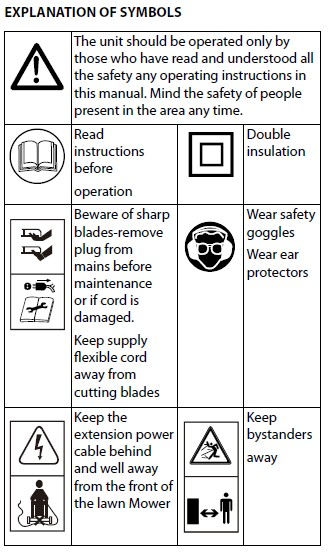 EXPLANATION OF SYMBOLS
The unit should be operated only by
those who have read and understood all
the safety any operating instructions in
this manual. Mind the safety of people
present in the area any time.
Read
instructions
before
operation
Double
insulation
Beware of sharp
blades-remove
plug from
mains before
maintenance
or if cord is
damaged.
Keep supply
flexible cord
away from
cutting blades
Wear safety
goggles
Wear ear
protectors
Keep the
extension power
cable behind
and well away
from the front of
the lawn Mower
Keep
bystanders
away